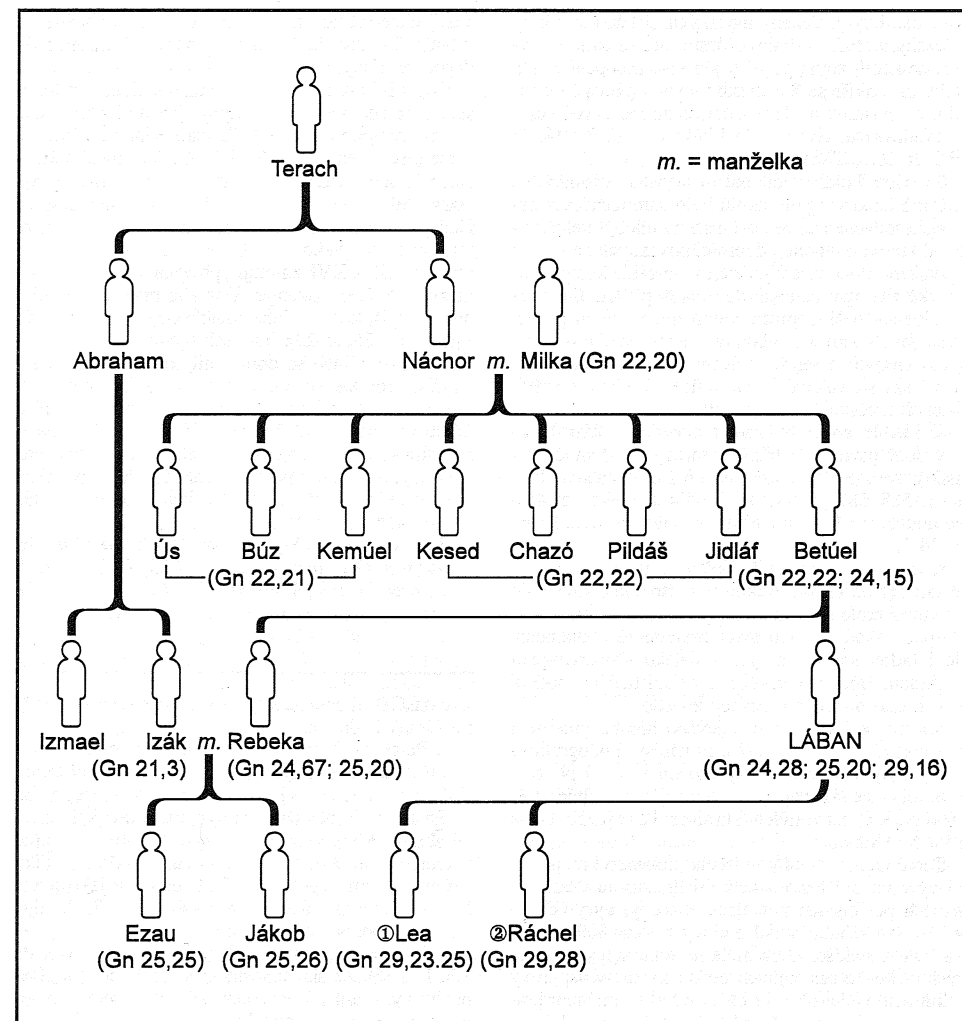 Terach
m. = manželka
Abraham
Náchor m. Milka (Gn 22,20)
Ús Búz Kemúel Kesed Chazó Pildáš Jidláf Betúel
(Gn 22,21) (Gn 22,22) (Gn 22,22; 24,15)
Izmael Izák m. Rebeka LÁBAN
(Gn 21,3) (Gn 24,67; 25,20) (Gn 24,28; 25,20; 29,16)
Ezau Jákob ①Lea ②Ráchel
(Gn 25,25) (Gn 25,26) (Gn 29,23.25) (Gn 29,28)